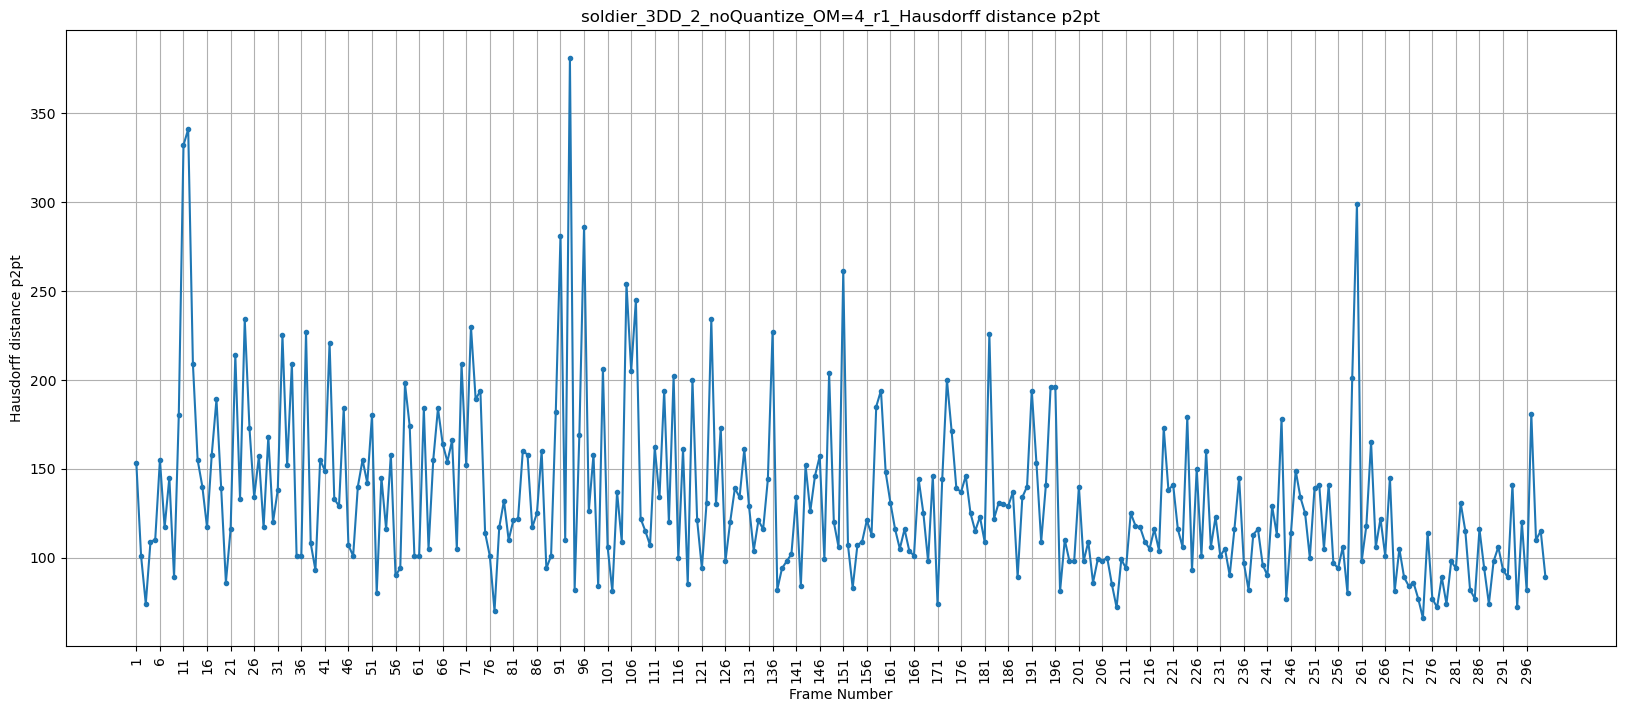 soldier_3DD_2_noQuantize_OM=4_r1_Hausdorff distance p2pt
Hausdorff distance p2pt
350
300
250
200
150
100
1 6 11 16 21 26 31 36 41 46 51 56 61 66 71 76 81 86 91 96 101 106 111 116 121 126 131 136 141 146 151 156 161 166 171 176 181 186 191 196 201 206 211 216 221 226 231 236 241 246 251 256 261 266 271 276 281 286 291 296
Frame Number